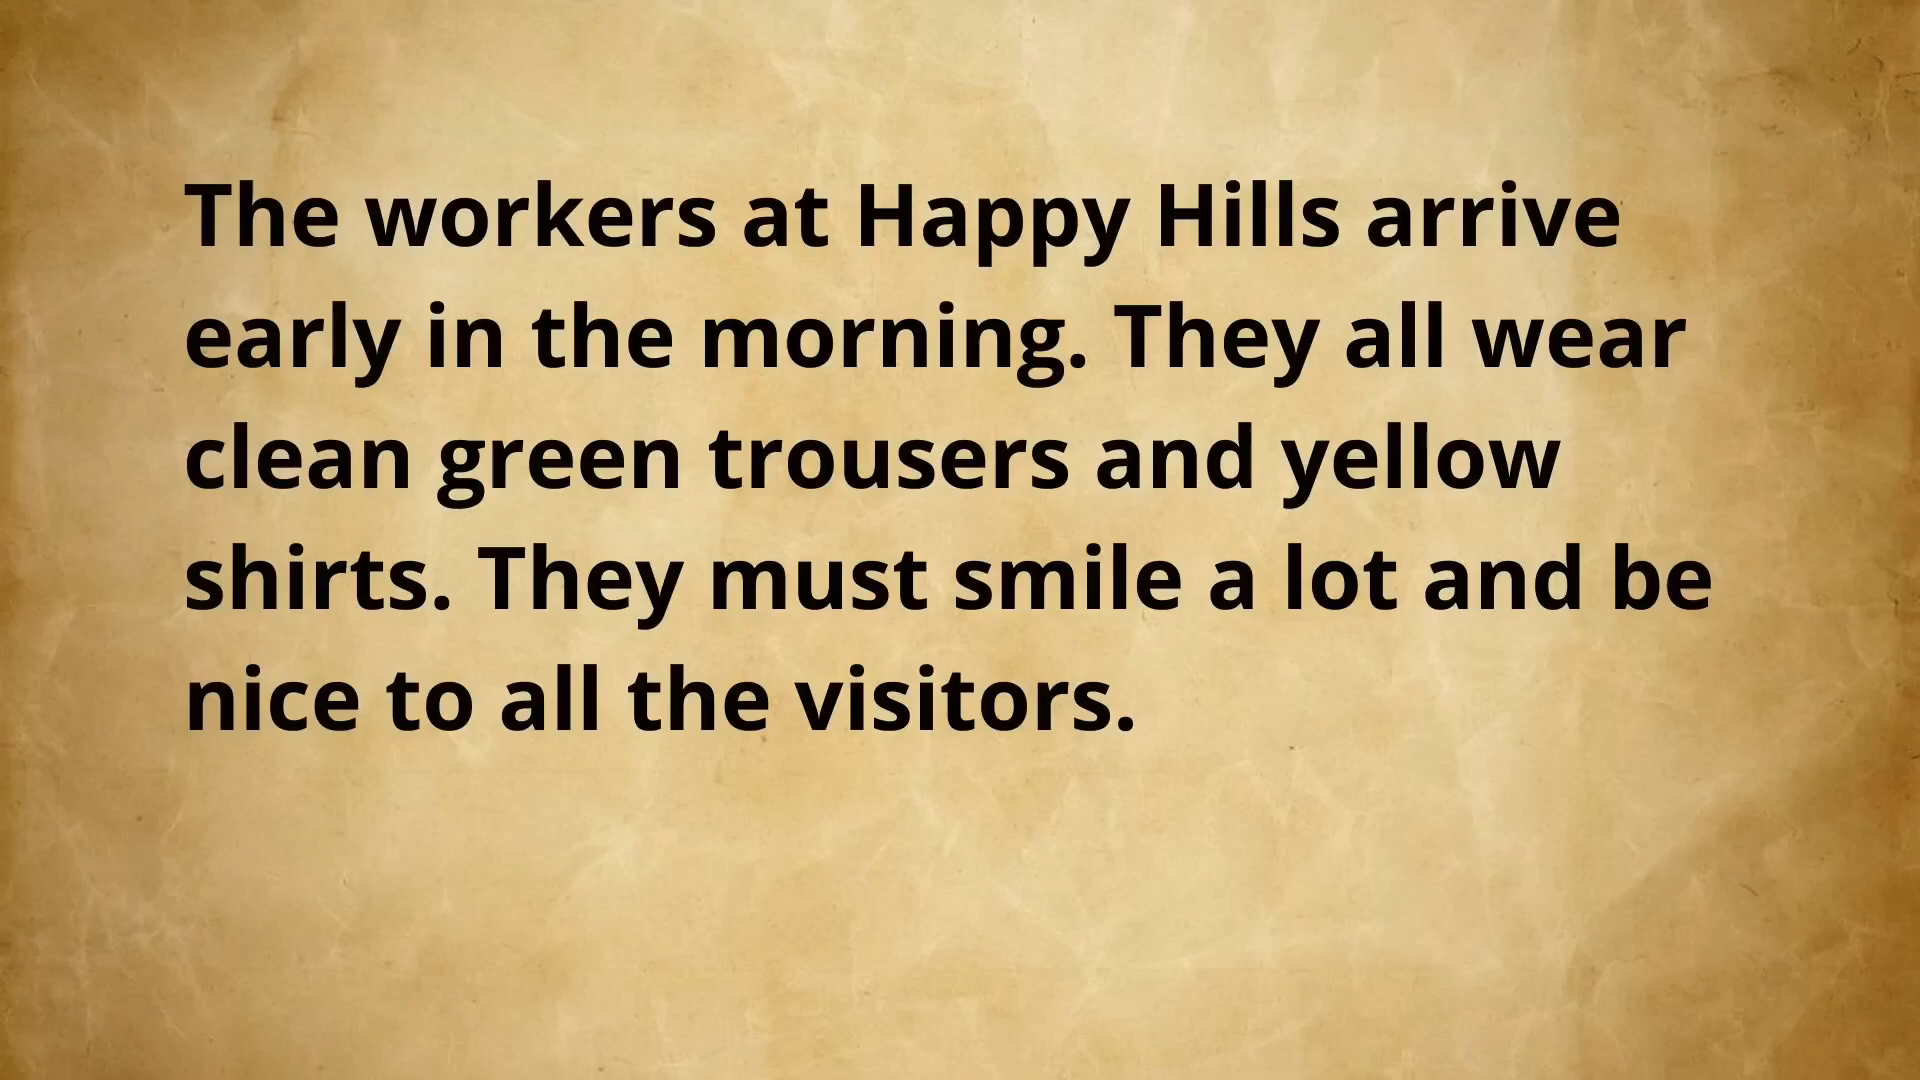 The workers at Happy Hills arrive
early in the morning. They all wear
clean green trousers and yellow
shirts. They must smile a lot and be
nice to all the visitors.